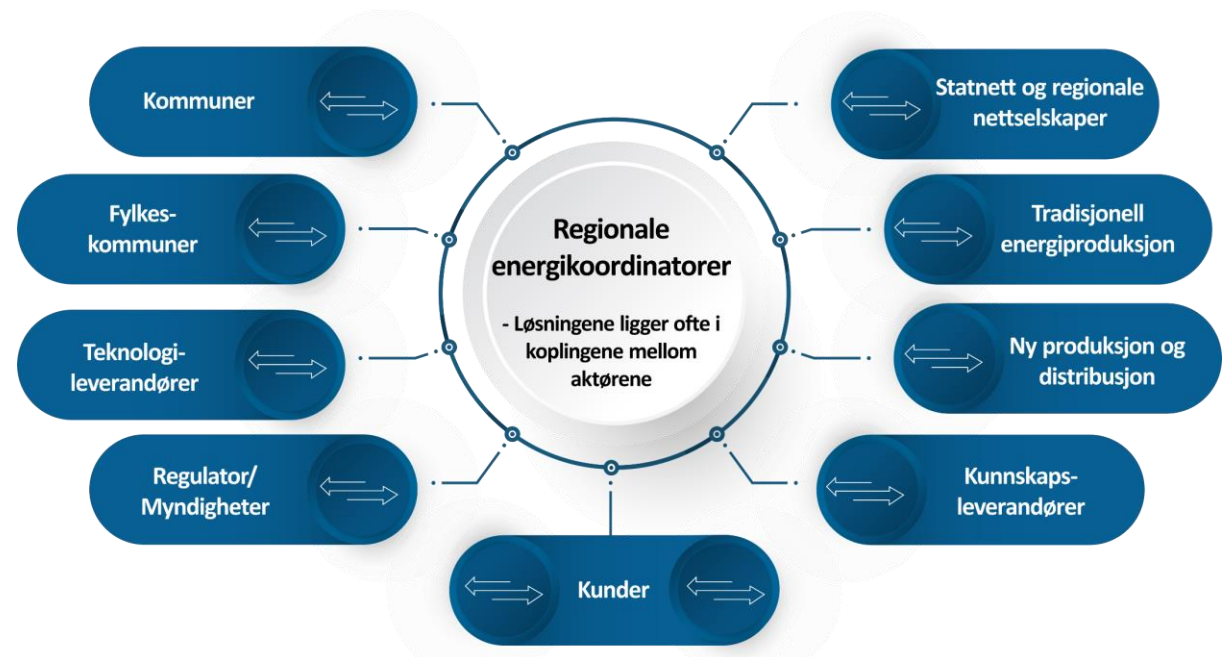 Kommuner
Fylkes-
kommuner
Teknologi-
leverandører
Regulator/
Myndigheter
Regionale
energikoordinatorer
- Løsningene ligger ofte i
koplingene mellom
aktørene
Kunder
Statnett og regionale
nettselskaper
Tradisjonell
energiproduksjon
Ny produksjon og
distribusjon
Kunnskaps-
leverandører